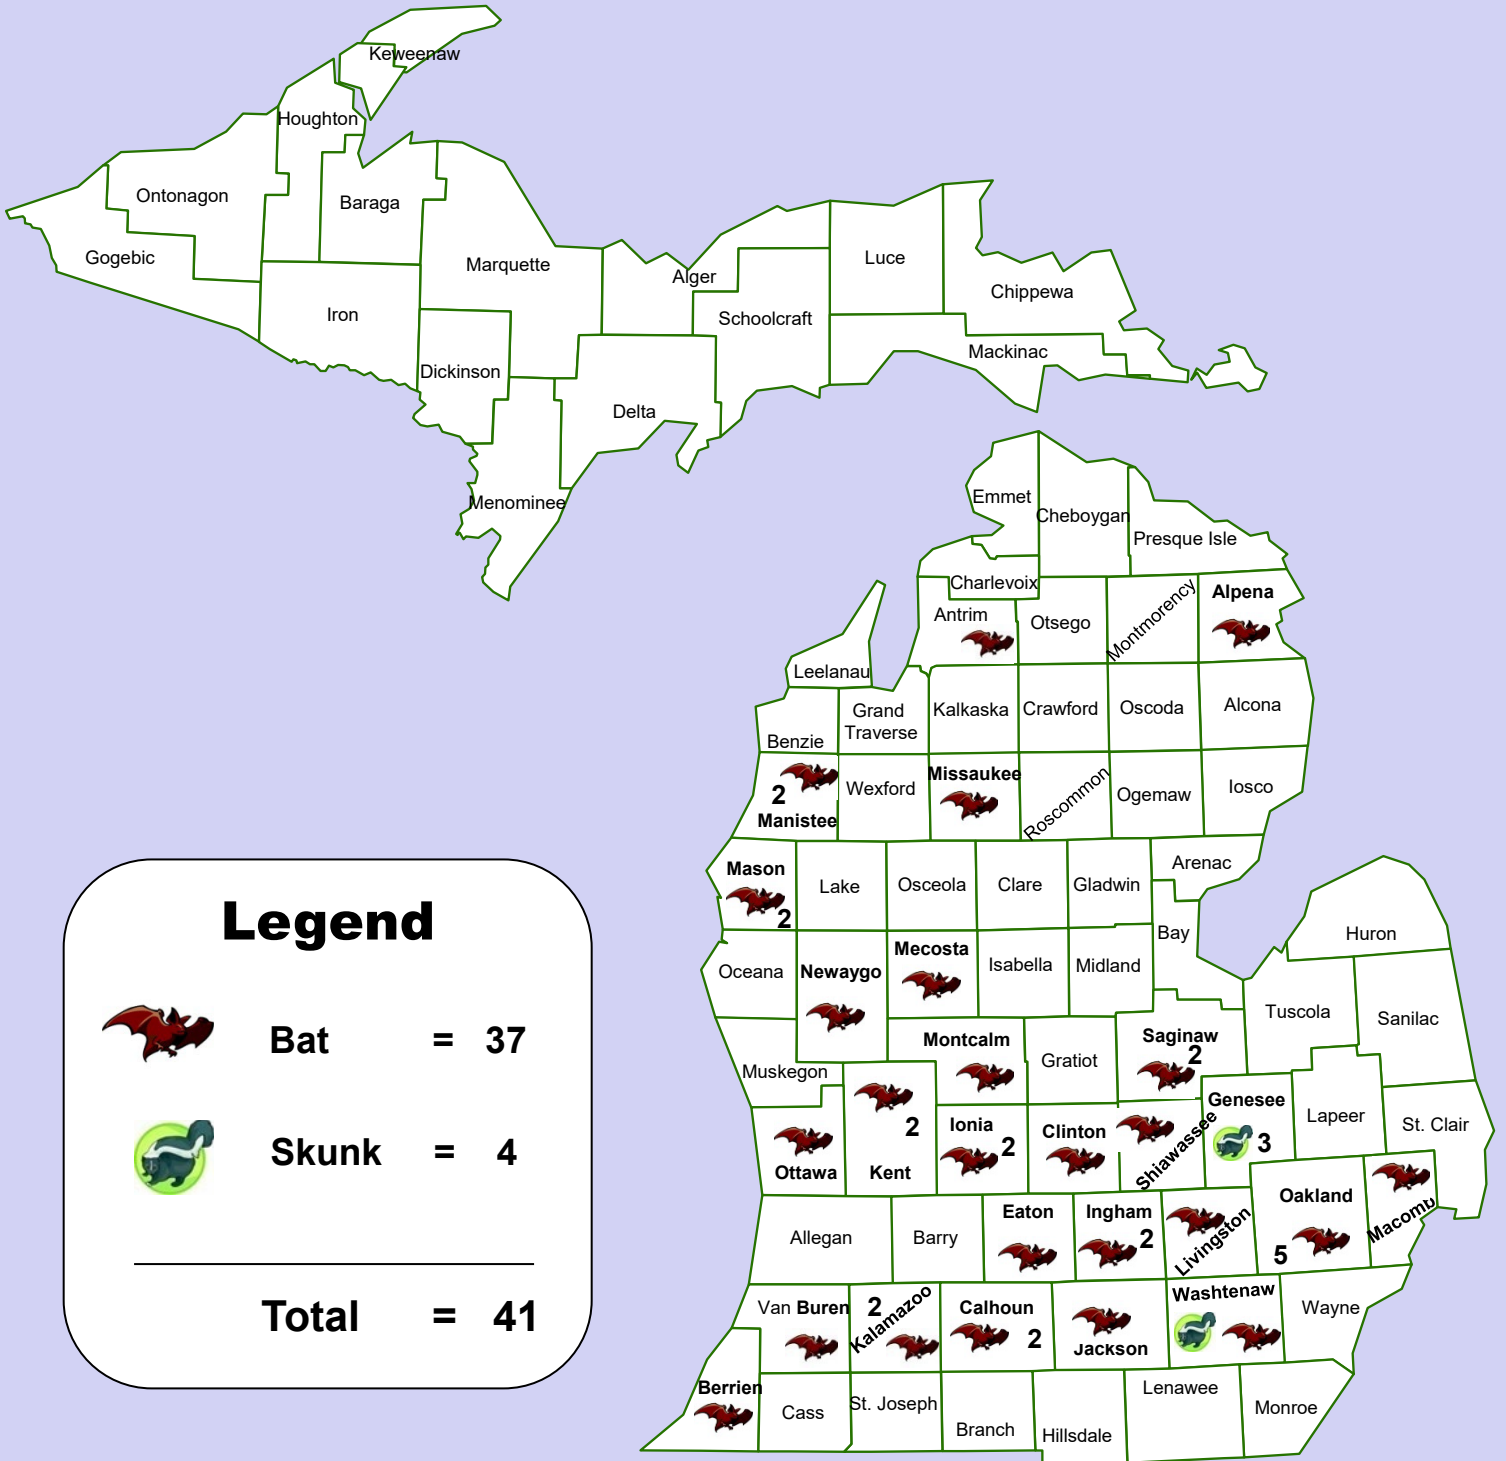 Keweenaw
Houghton
Ontonagon
Baraga
Gogebic
Marquette
Alger
Luce
Chippewa
Iron
Schoolcraft
Mackinac
Dickinson
Delta
Menominee
Emmet
Cheboygan
Presque Isle
Charlevoix
Antrim
Otsego
Montmorency
Alpena
Leelanau
Benzie
Grand
Traverse
Kalkaska
Crawford
Oscoda
Alcona
2
Manistee
Wexford
Missaukee
Roscommon
Ogemaw
Iosco
Mason
2
Lake
Osceola
Clare
Gladwin
Arenac
Oceana
Newaygo
Mecosta
Isabella
Midland
Bay
Huron
Tuscola
Sanilac
Muskegon
Montcalm
Gratiot
Saginaw
2
Ottawa
2
Kent
Ionia
2
Clinton
Shiawassee
Genesee
3
Lapeer
St. Clair
Allegan
Barry
Eaton
Ingham
2
Livingston
Oakland
5
Macomb
Van Buren
2
Kalamazoo
Calhoun
2
Jackson
Washtenaw
Wayne
Berrien
Cass
St. Joseph
Branch
Hillsdale
Lenawee
Monroe
Legend
Bat = 37
Skunk = 4
Total = 41